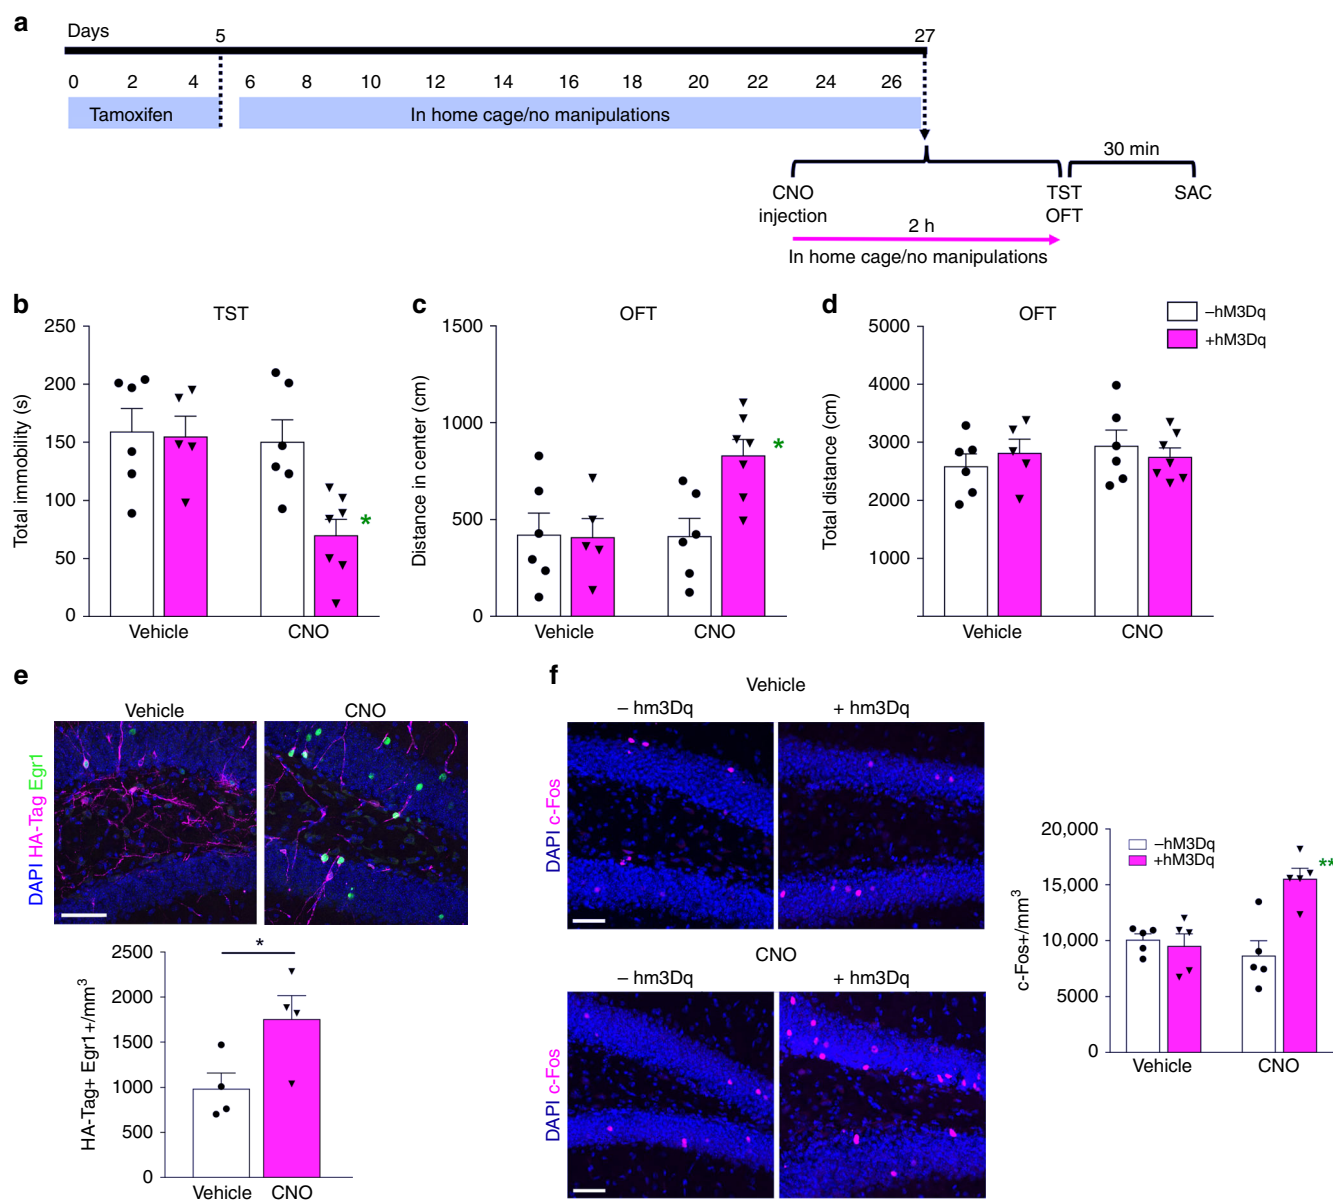 a
Days
5
27
0 2 4 6 8 10 12 14 16 18 20 22 24 26
Tamoxifen
In home cage/no manipulations
30 min
CNO
injection
TST
OFT
SAC
2 h
In home cage/no manipulations
b
TST
Total immoblity (s)
250
200
150
100
50
0
Vehicle
CNO
*
c
OFT
Distance in center (cm)
1500
1000
500
0
Vehicle
CNO
*
d
OFT
Total distance (cm)
5000
4000
3000
2000
1000
Vehicle
CNO
–hM3Dq
+hM3Dq
e
Vehicle
CNO
DAPI HA-Tag Egr1
HA-Tag+ Egr1+/mm3
2500
2000
1500
1000
500
0
*
Vehicle
CNO
f
Vehicle
– hm3Dq
+ hm3Dq
DAPI c-Fos
CNO
– hm3Dq
+ hm3Dq
DAPI c-Fos
c-Fos+/mm3
20,000
15,000
10,000
5000
0
–hM3Dq
+hM3Dq
**
Vehicle
CNO